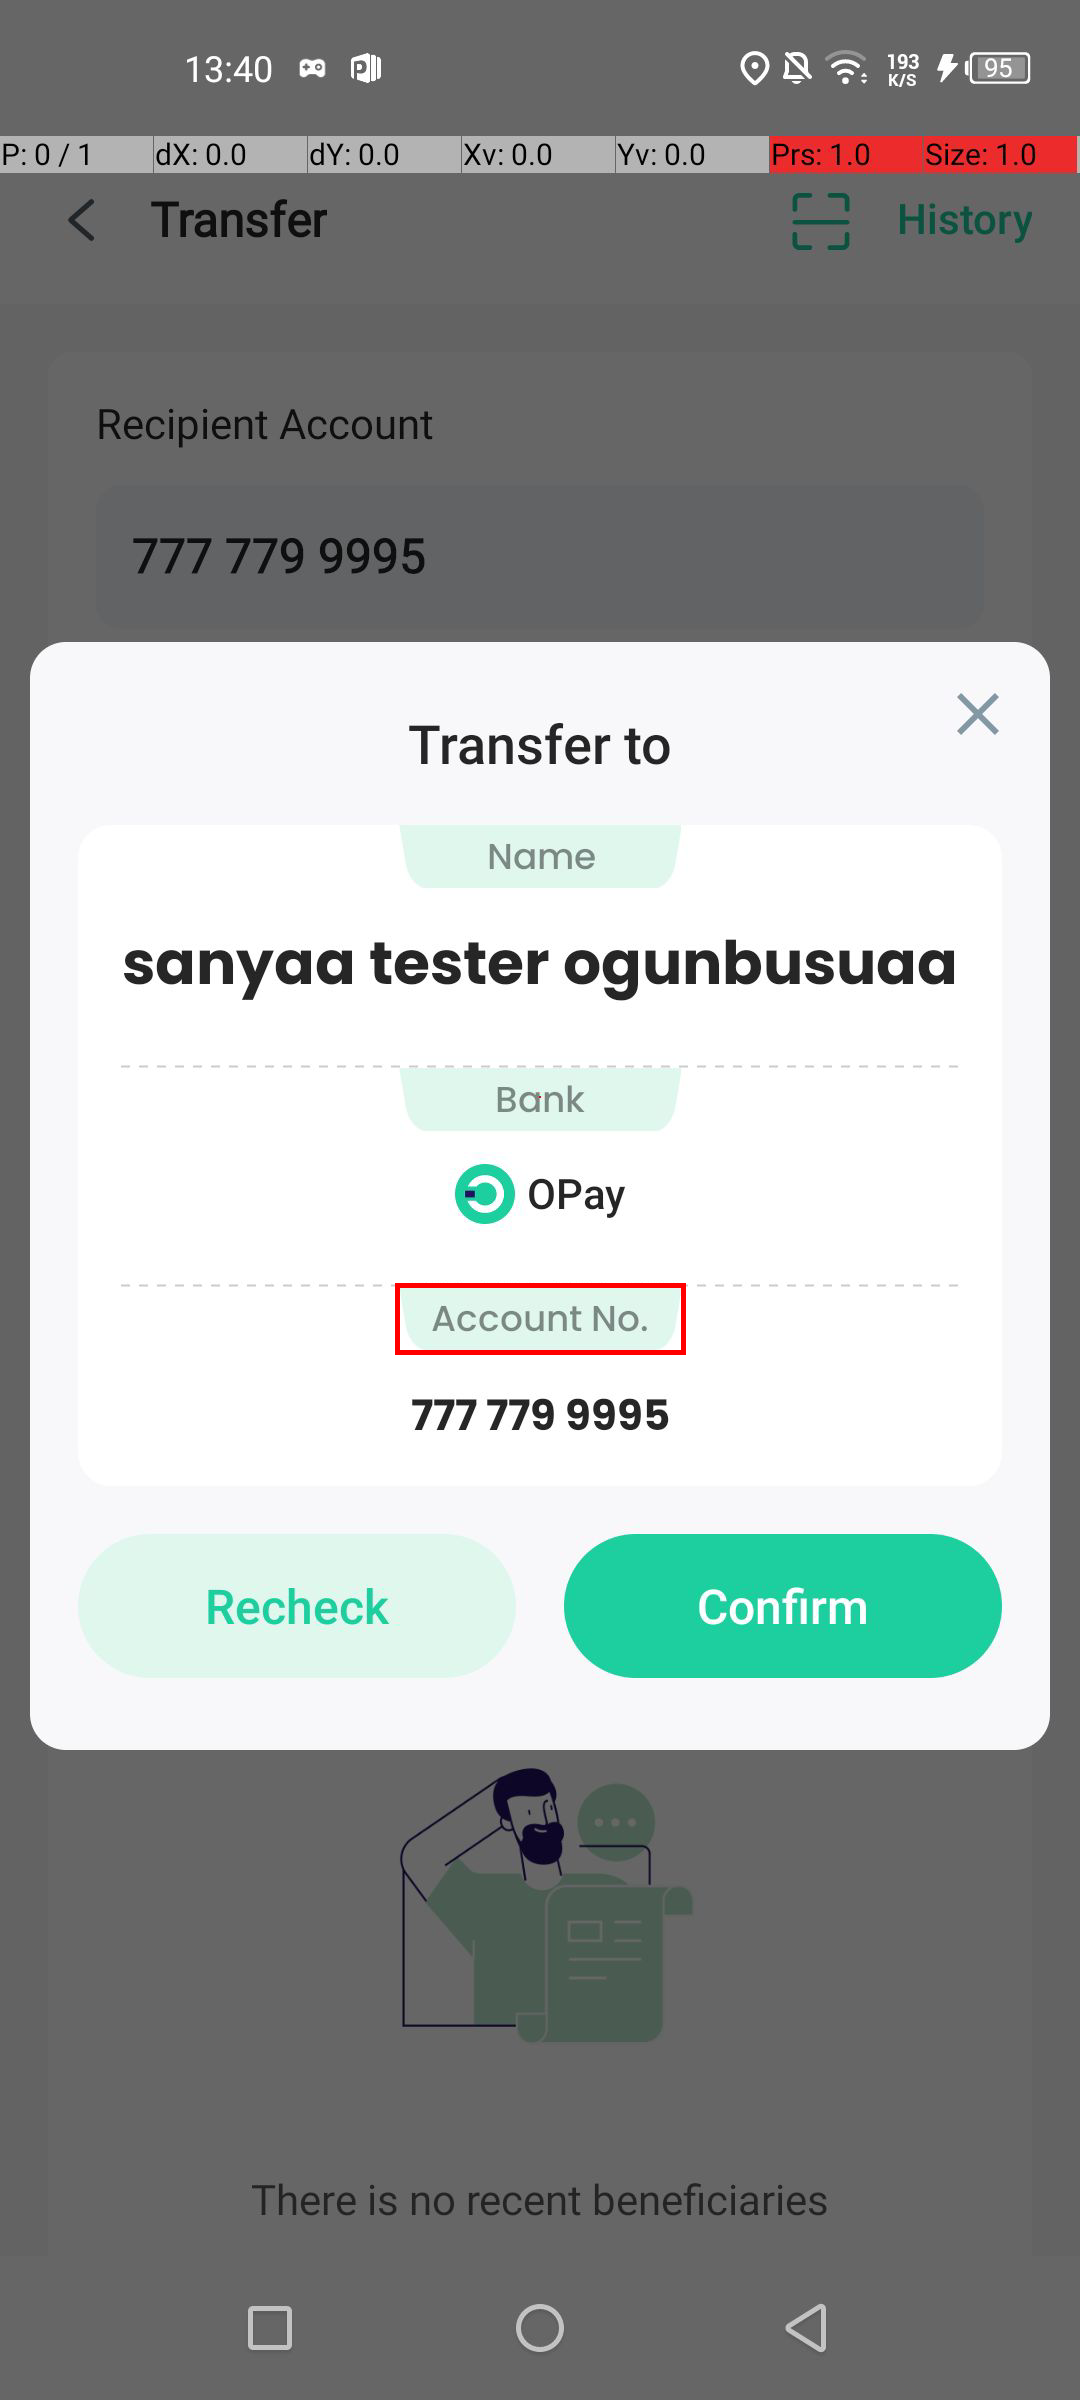 13:40
193
K/S
95
P: 0 / 1 dX: 0.0 dY: 0.0 Xv: 0.0 Yv: 0.0 Prs: 1.0 Size: 1.0
Transfer History
Recipient Account
777 779 9995
Transfer to
Name
sanyaa tester ogunbusuaa
Bank
OPay
Account No.
777 779 9995
Recheck Confirm
There is no recent beneficiaries